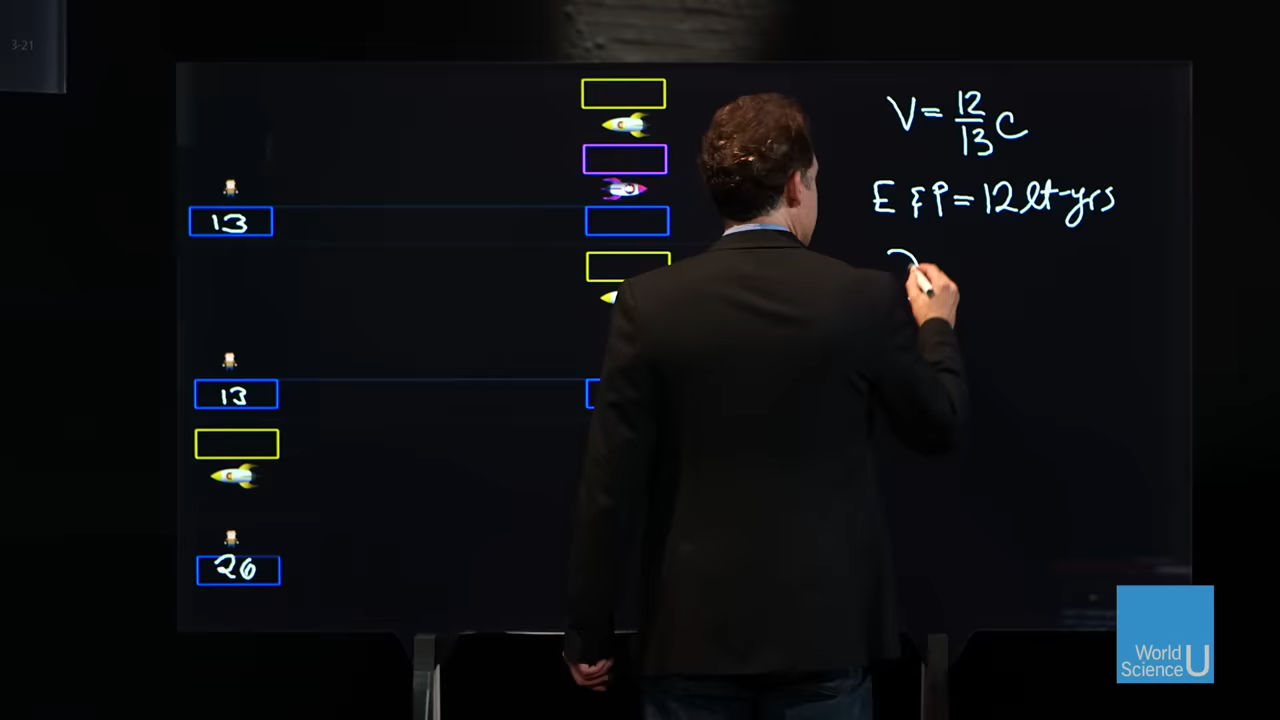 3-21
V = 12/13 C
E & P = 12 lt-yrs
13
13
26
World
Science U